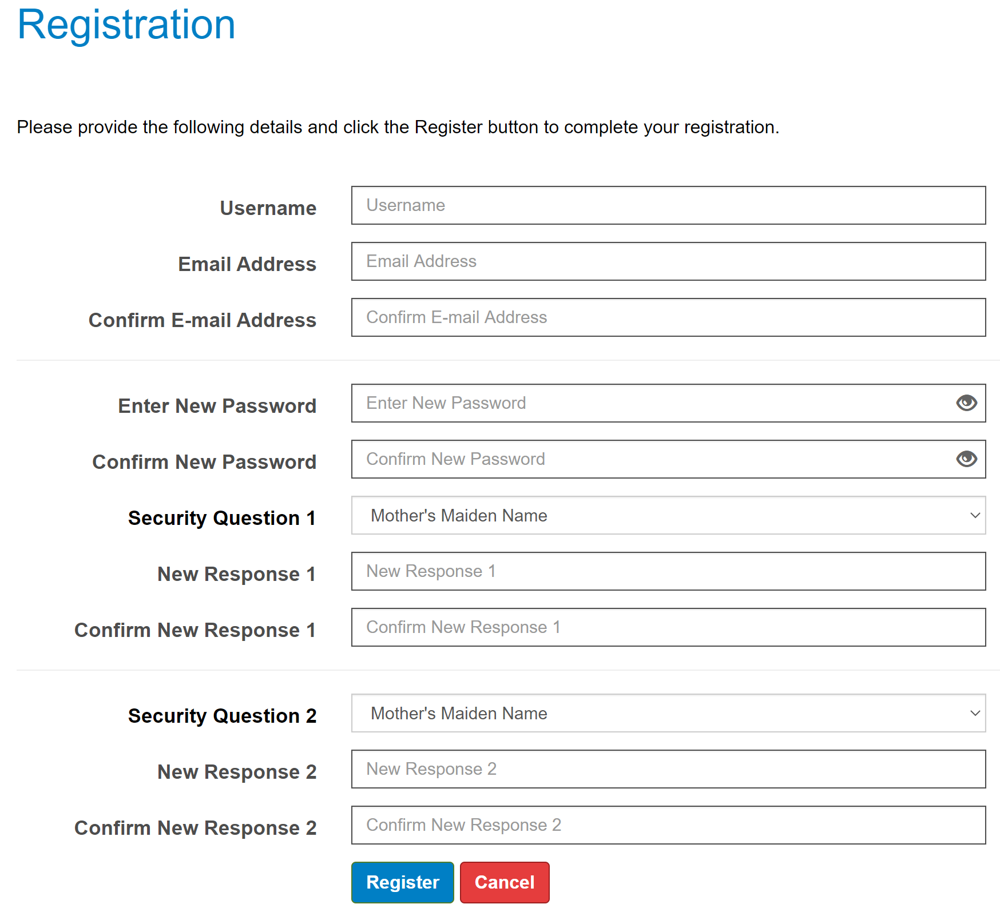 Registration
Please provide the following details and click the Register button to complete your registration.
Username Username
Email Address Email Address
Confirm E-mail Address Confirm E-mail Address
Enter New Password Enter New Password
Confirm New Password Confirm New Password
Security Question 1 Mother's Maiden Name
New Response 1 New Response 1
Confirm New Response 1 Confirm New Response 1
Security Question 2 Mother's Maiden Name
New Response 2 New Response 2
Confirm New Response 2 Confirm New Response 2
Register Cancel